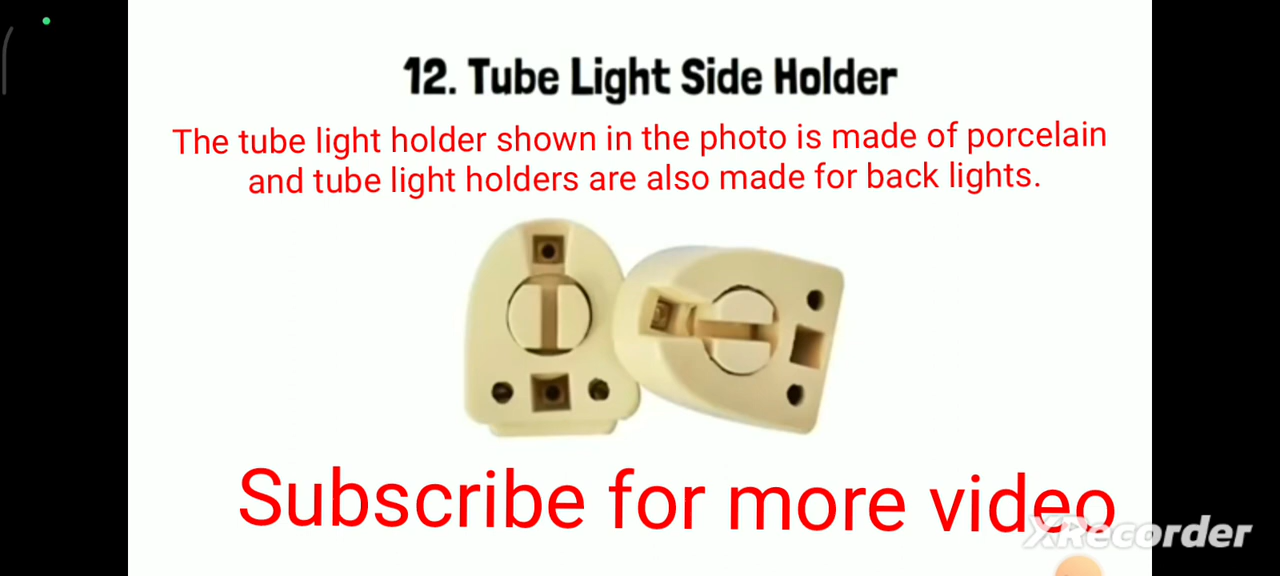 12. Tube Light Side Holder
The tube light holder shown in the photo is made of porcelain
and tube light holders are also made for back lights.
Subscribe for more video
XRecorder